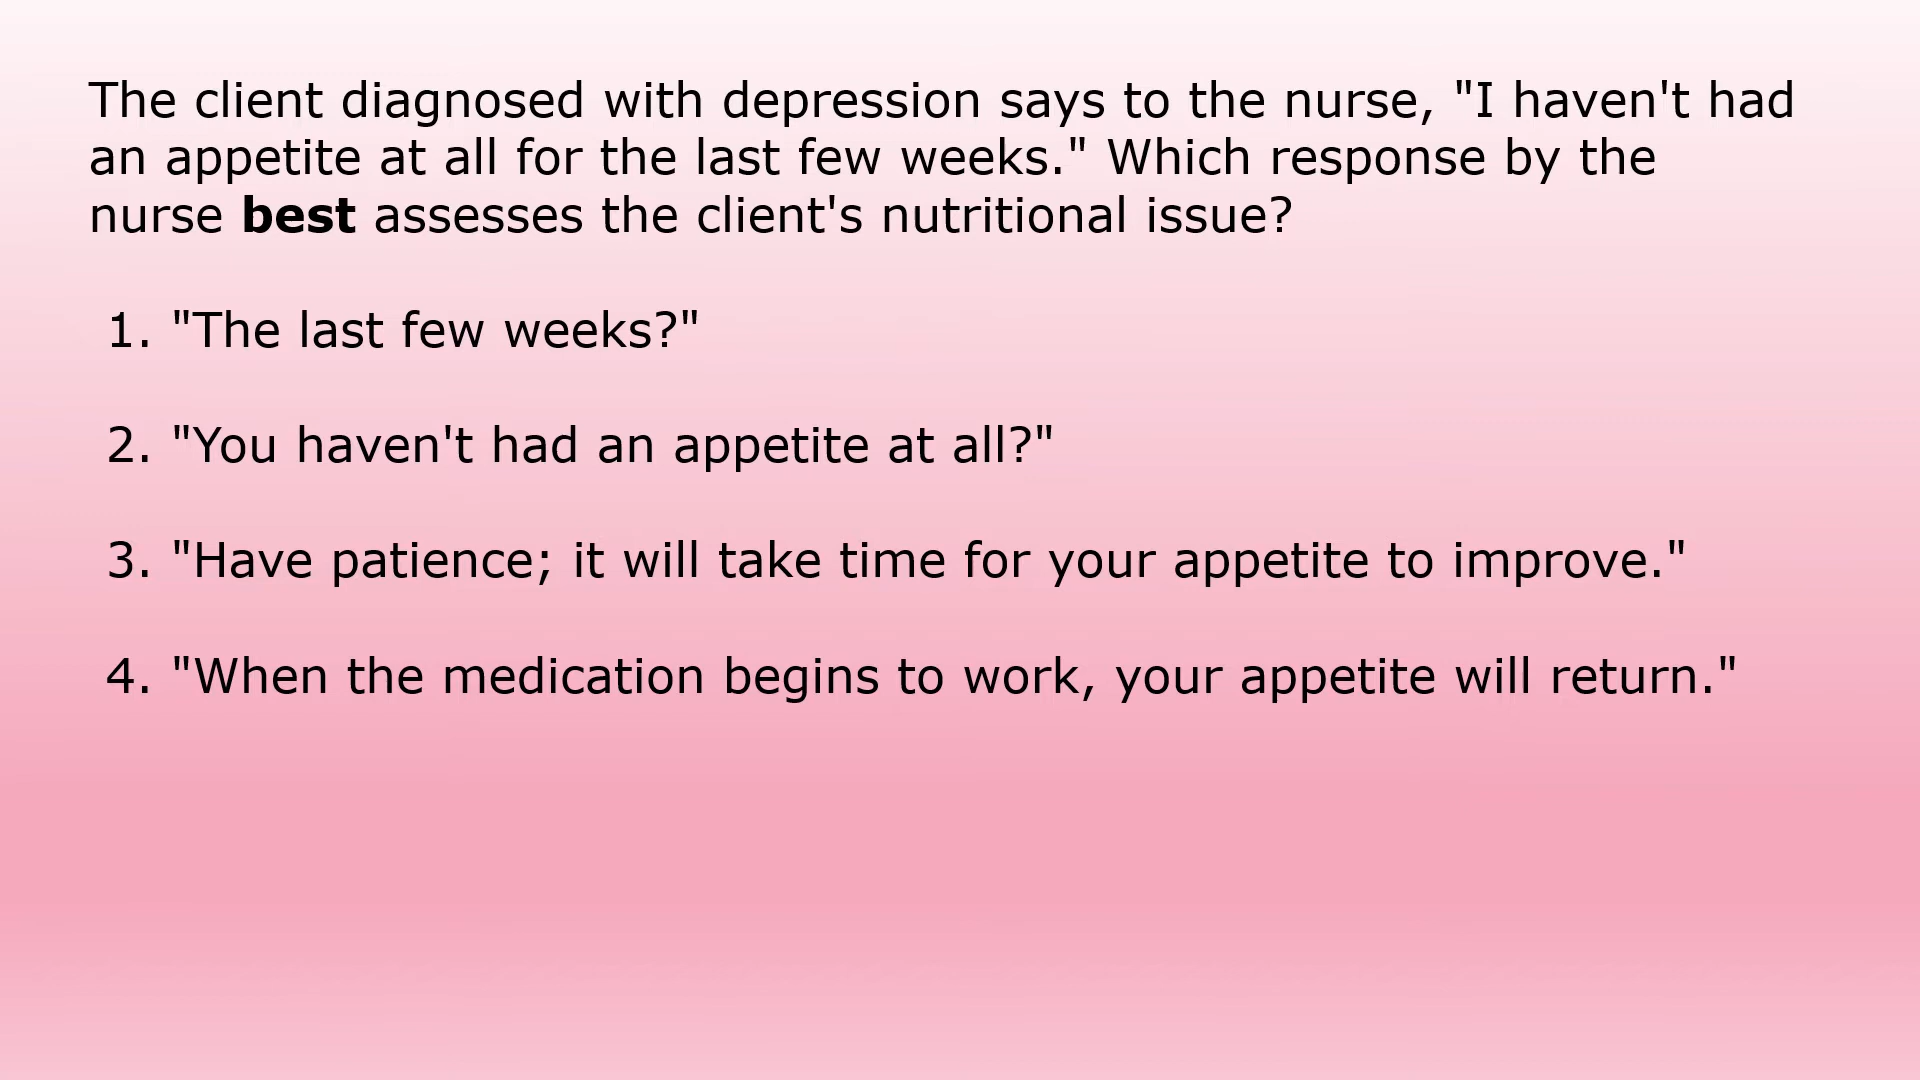 The client diagnosed with depression says to the nurse, "I haven't had
an appetite at all for the last few weeks." Which response by the
nurse best assesses the client's nutritional issue?
1. "The last few weeks?"
2. "You haven't had an appetite at all?"
3. "Have patience; it will take time for your appetite to improve."
4. "When the medication begins to work, your appetite will return."